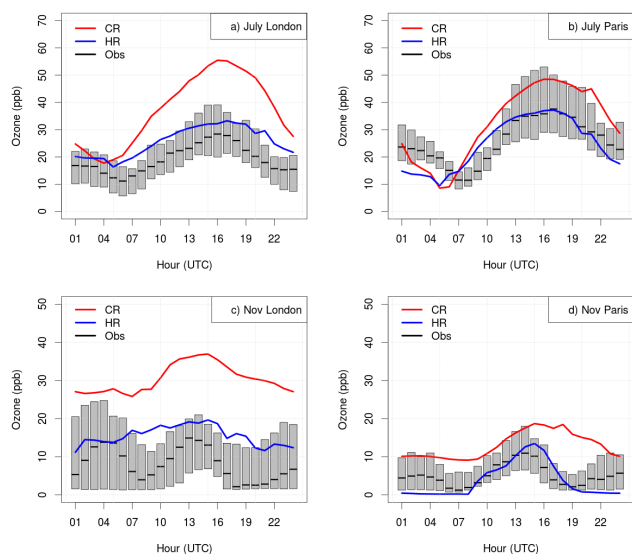 a) July London
CR
HR
Obs
Ozone (ppb)
70
60
50
40
30
20
10
0
01 04 07 10 13 16 19 22
Hour (UTC)
b) July Paris
CR
HR
Obs
Ozone (ppb)
70
60
50
40
30
20
10
0
01 04 07 10 13 16 19 22
Hour (UTC)
c) Nov London
CR
HR
Obs
Ozone (ppb)
50
40
30
20
10
0
01 04 07 10 13 16 19 22
Hour (UTC)
d) Nov Paris
CR
HR
Obs
Ozone (ppb)
50
40
30
20
10
0
01 04 07 10 13 16 19 22
Hour (UTC)